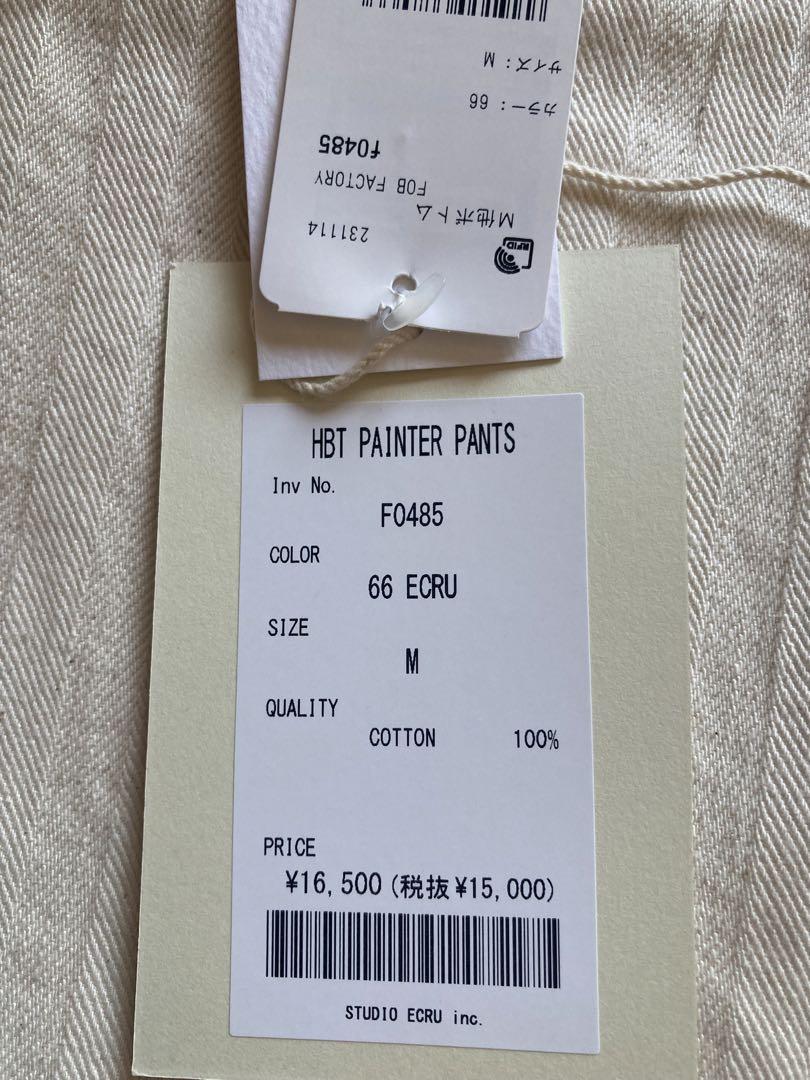 RFID
231114
M他ボトム
FOB FACTORY
f0485
カラー：66
サイズ：M
HBT PAINTER PANTS
Inv No.
F0485
COLOR
66 ECRU
SIZE
M
QUALITY
COTTON 100%
PRICE
¥16,500(税抜¥15,000)
STUDIO ECRU inc.